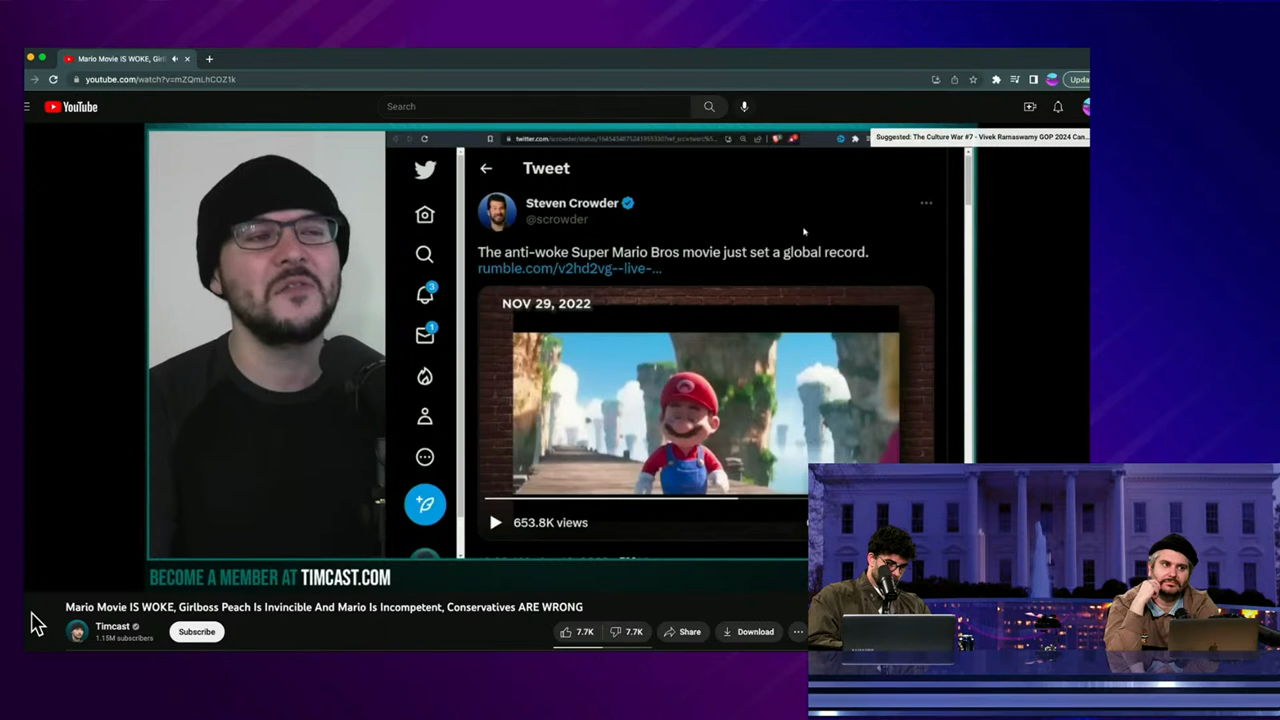 Mario Movie IS WOKE, Girl
youtube.com/watch?v=mZQmLhCOZ1k
Upda
YouTube
Search
Suggested: The Culture War #7 - Vivek Ramaswamy GOP 2024 Can...
Tweet
Steven Crowder
@scrowder
The anti-woke Super Mario Bros movie just set a global record.
rumble.com/v2hd2vg--live-...
3
1
NOV 29, 2022
653.8K views
BECOME A MEMBER AT TIMCAST.COM
Mario Movie IS WOKE, Girlboss Peach Is Invincible And Mario Is Incompetent, Conservatives ARE WRONG
Timcast
1.15M subscribers
Subscribe
7.7K
7.7K
Share
Download